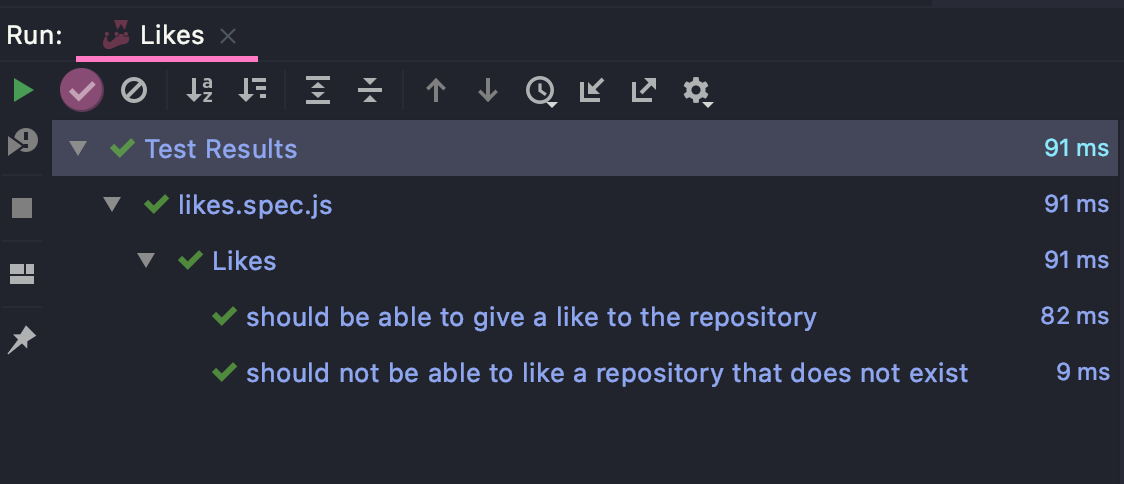 Run: Likes
Test Results 91 ms
likes.spec.js 91 ms
Likes 91 ms
should be able to give a like to the repository 82 ms
should not be able to like a repository that does not exist 9 ms